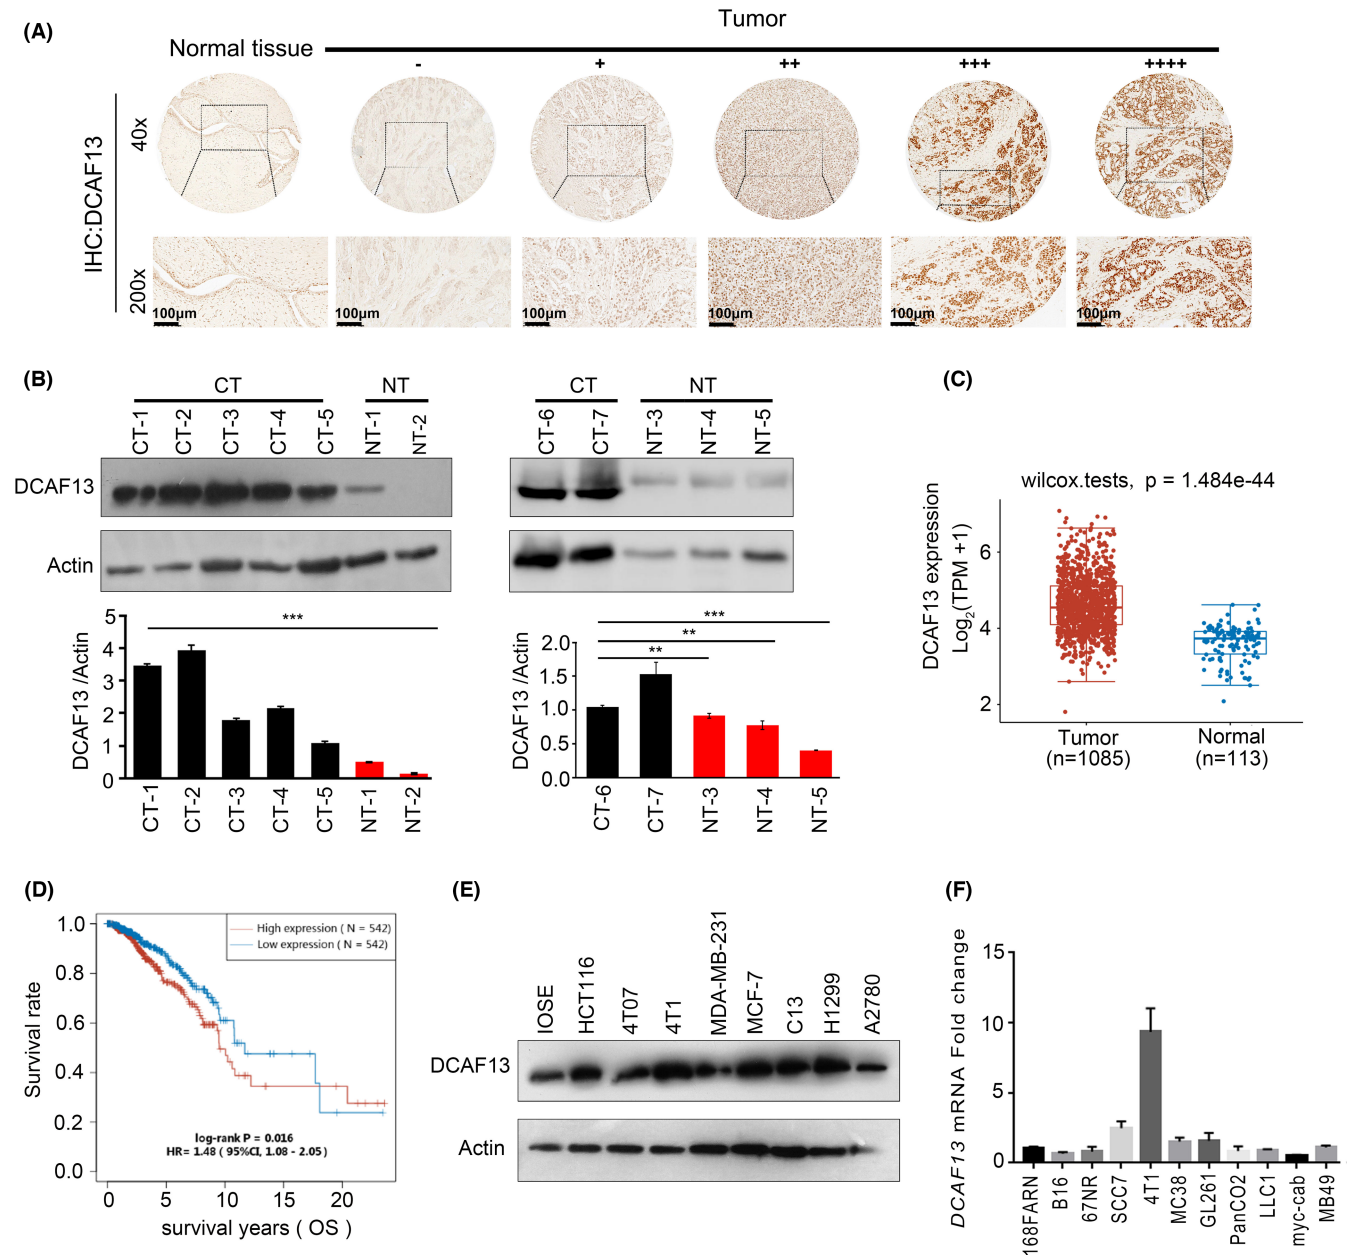 (A)
Tumor
Normal tissue
- + ++ +++ ++++
IHC:DCAF13
40x
200x
100μm 100μm 100μm 100μm 100μm 100μm
(B)
CT NT
CT-1 CT-2 CT-3 CT-4 CT-5 NT-1 NT-2
DCAF13
Actin
DCAF13 /Actin
5
4
3
2
1
0
***
CT-1 CT-2 CT-3 CT-4 CT-5 NT-1 NT-2
CT NT
CT-6 CT-7 NT-3 NT-4 NT-5
DCAF13 /Actin
2.0
1.5
1.0
0.5
0.0
***
**
**
CT-6 CT-7 NT-3 NT-4 NT-5
(C)
wilcox.tests, p = 1.484e-44
DCAF13 expression
Log2(TPM +1)
6
4
2
Tumor Normal
(n=1085) (n=113)
(D)
High expression ( N = 542)
Low expression ( N = 542)
Survival rate
1.0
0.8
0.6
0.4
0.2
0.0
log-rank P = 0.016
HR= 1.48 ( 95%CI, 1.08 - 2.05)
0 5 10 15 20
survival years ( OS )
(E)
IOSE HCT116 4T07 4T1 MDA-MB-231 MCF-7 C13 H1299 A2780
DCAF13
Actin
(F)
DCAF13 mRNA Fold change
15
10
5
0
168FARN B16 67NR SCC7 4T1 MC38 GL261 PanCO2 LLC1 myc-cab MB49